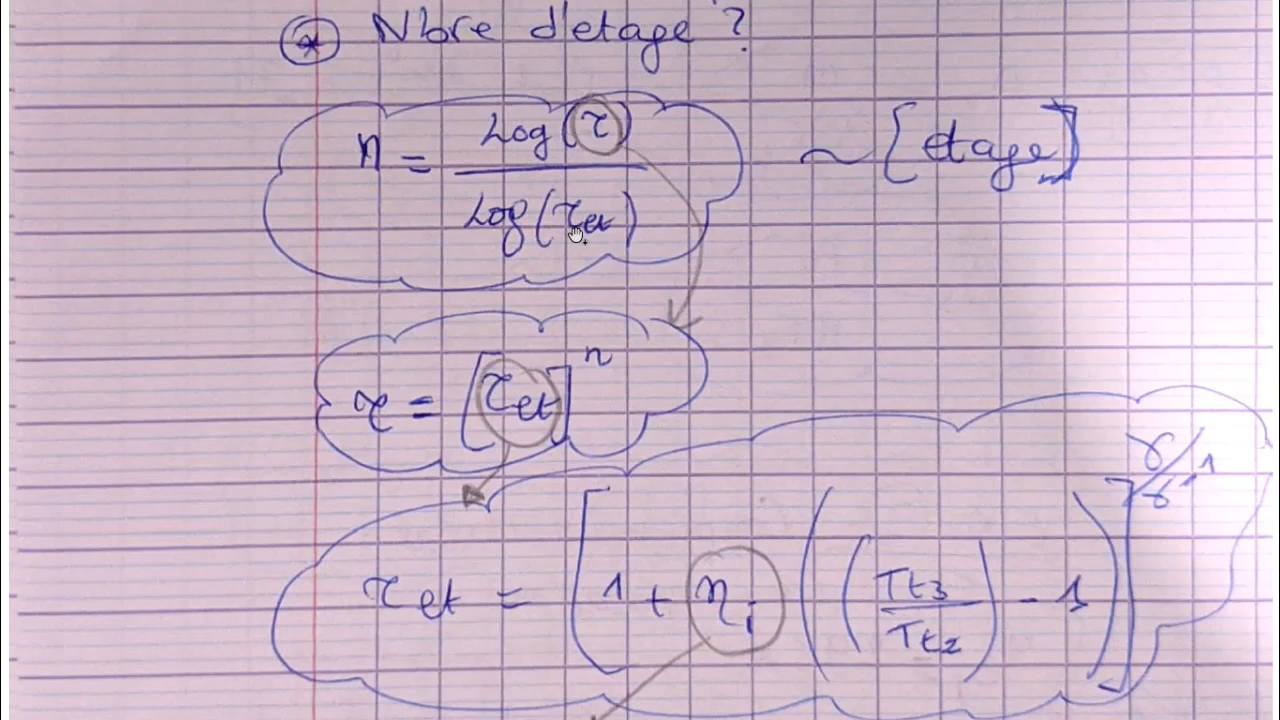 * Nbre d'etage ?
n = Log(τ) / Log(τet) ~ [etage]
τ = [τet]^n
τet = [1 + ηi ((Tt3 / Tt2) - 1)]^γ/γ-1